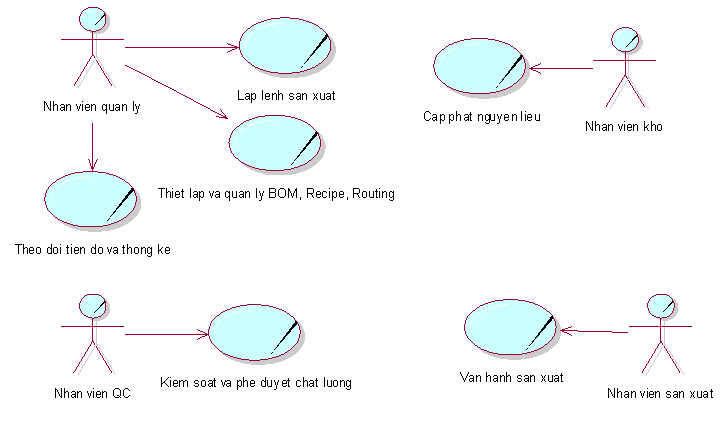 Nhan vien quan ly
Lap lenh san xuat
Cap phat nguyen lieu
Nhan vien kho
Thiet lap va quan ly BOM, Recipe, Routing
Theo doi tien do va thong ke
Nhan vien QC
Kiem soat va phe duyet chat luong
Van hanh san xuat
Nhan vien san xuat